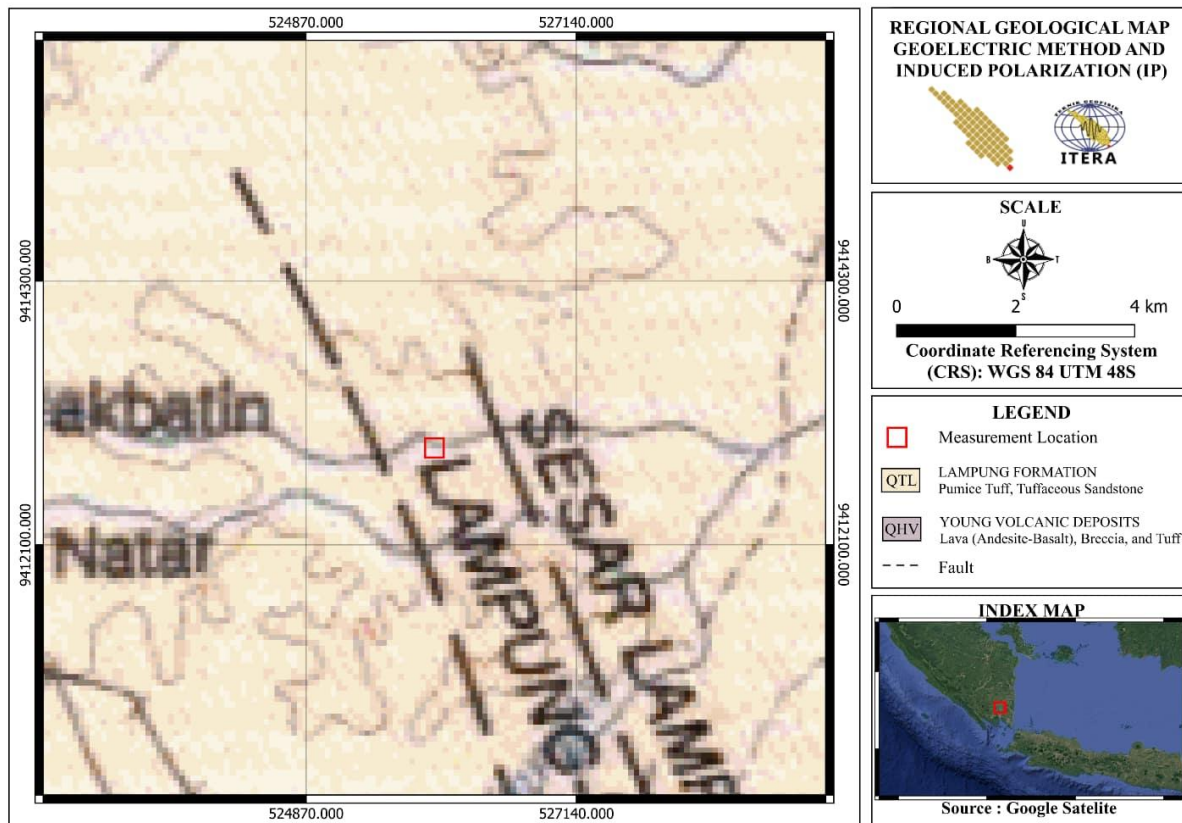 524870.000
527140.000
9414300.000
9414300.000
akbatin
SESAR LAMP
LAMPUNG
Natar
9412100.000
9412100.000
524870.000
527140.000
REGIONAL GEOLOGICAL MAP
GEOELECTRIC METHOD AND
INDUCED POLARIZATION (IP)
TEKNIK GEOFISIKA
ITERA
SCALE
U
B
T
S
0
2
4 km
Coordinate Referencing System
(CRS): WGS 84 UTM 48S
LEGEND
Measurement Location
QTL
LAMPUNG FORMATION
Pumice Tuff, Tuffaceous Sandstone
QHV
YOUNG VOLCANIC DEPOSITS
Lava (Andesite-Basalt), Breccia, and Tuff
Fault
INDEX MAP
Source : Google Satelite